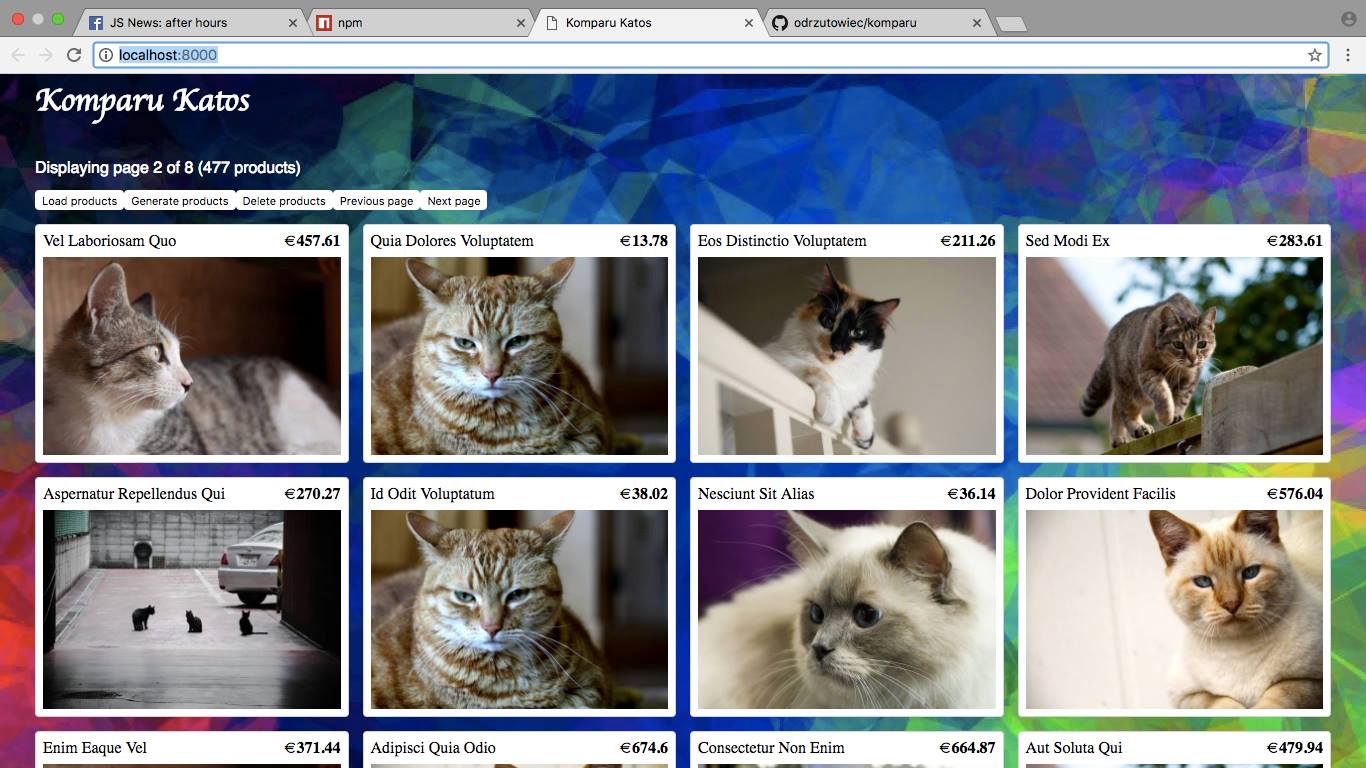 JS News: after hours
npm
Komparu Katos
odrzutowiec/komparu
localhost:8000
Komparu Katos
Displaying page 2 of 8 (477 products)
Load products Generate products Delete products Previous page Next page
Vel Laboriosam Quo €457.61
Quia Dolores Voluptatem €13.78
Eos Distinctio Voluptatem €211.26
Sed Modi Ex €283.61
Aspernatur Repellendus Qui €270.27
Id Odit Voluptatum €38.02
Nesciunt Sit Alias €36.14
Dolor Provident Facilis €576.04
Enim Eaque Vel €371.44
Adipisci Quia Odio €674.6
Consectetur Non Enim €664.87
Aut Soluta Qui €479.94